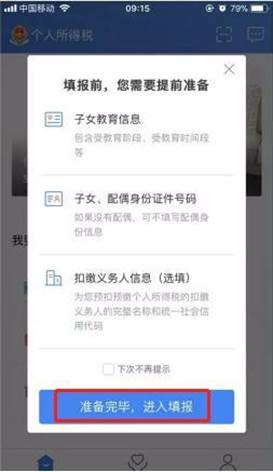 中国移动
09:15
79%
个人所得税
填报前，您需要提前准备
子女教育信息
包含受教育阶段、受教育时间段
等
子女、配偶身份证件号码
如果没有配偶，可不填写配偶身
份信息
扣缴义务人信息（选填）
为您预扣预缴个人所得税的扣缴
义务人的完整名称和统一社会信
用代码
下次不再提示
准备完毕，进入填报